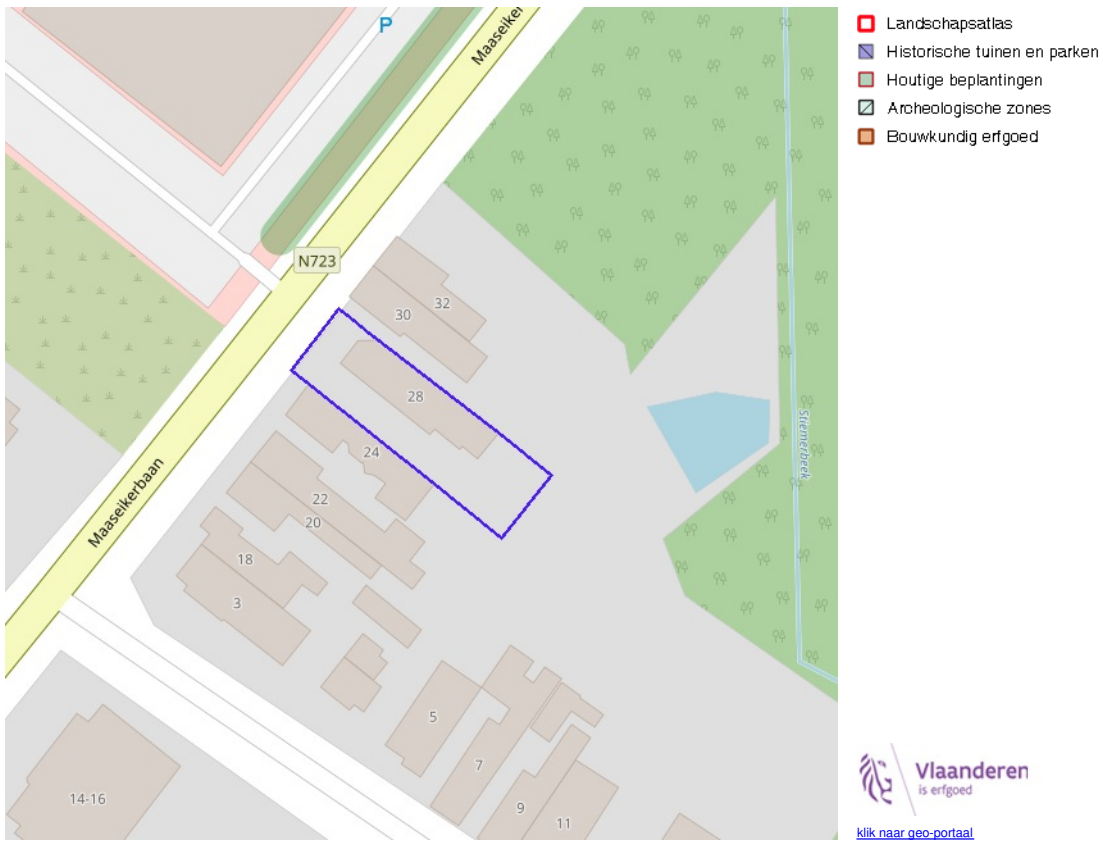 P
Maaseiker
N723
32
30
28
24
22
20
18
3
Maaseikerbaan
Stiemerbeek
5
7
9
11
14-16
Landschapsatlas
Historische tuinen en parken
Houtige beplantingen
Archeologische zones
Bouwkundig erfgoed
Vlaanderen
is erfgoed
klik naar geo-portaal